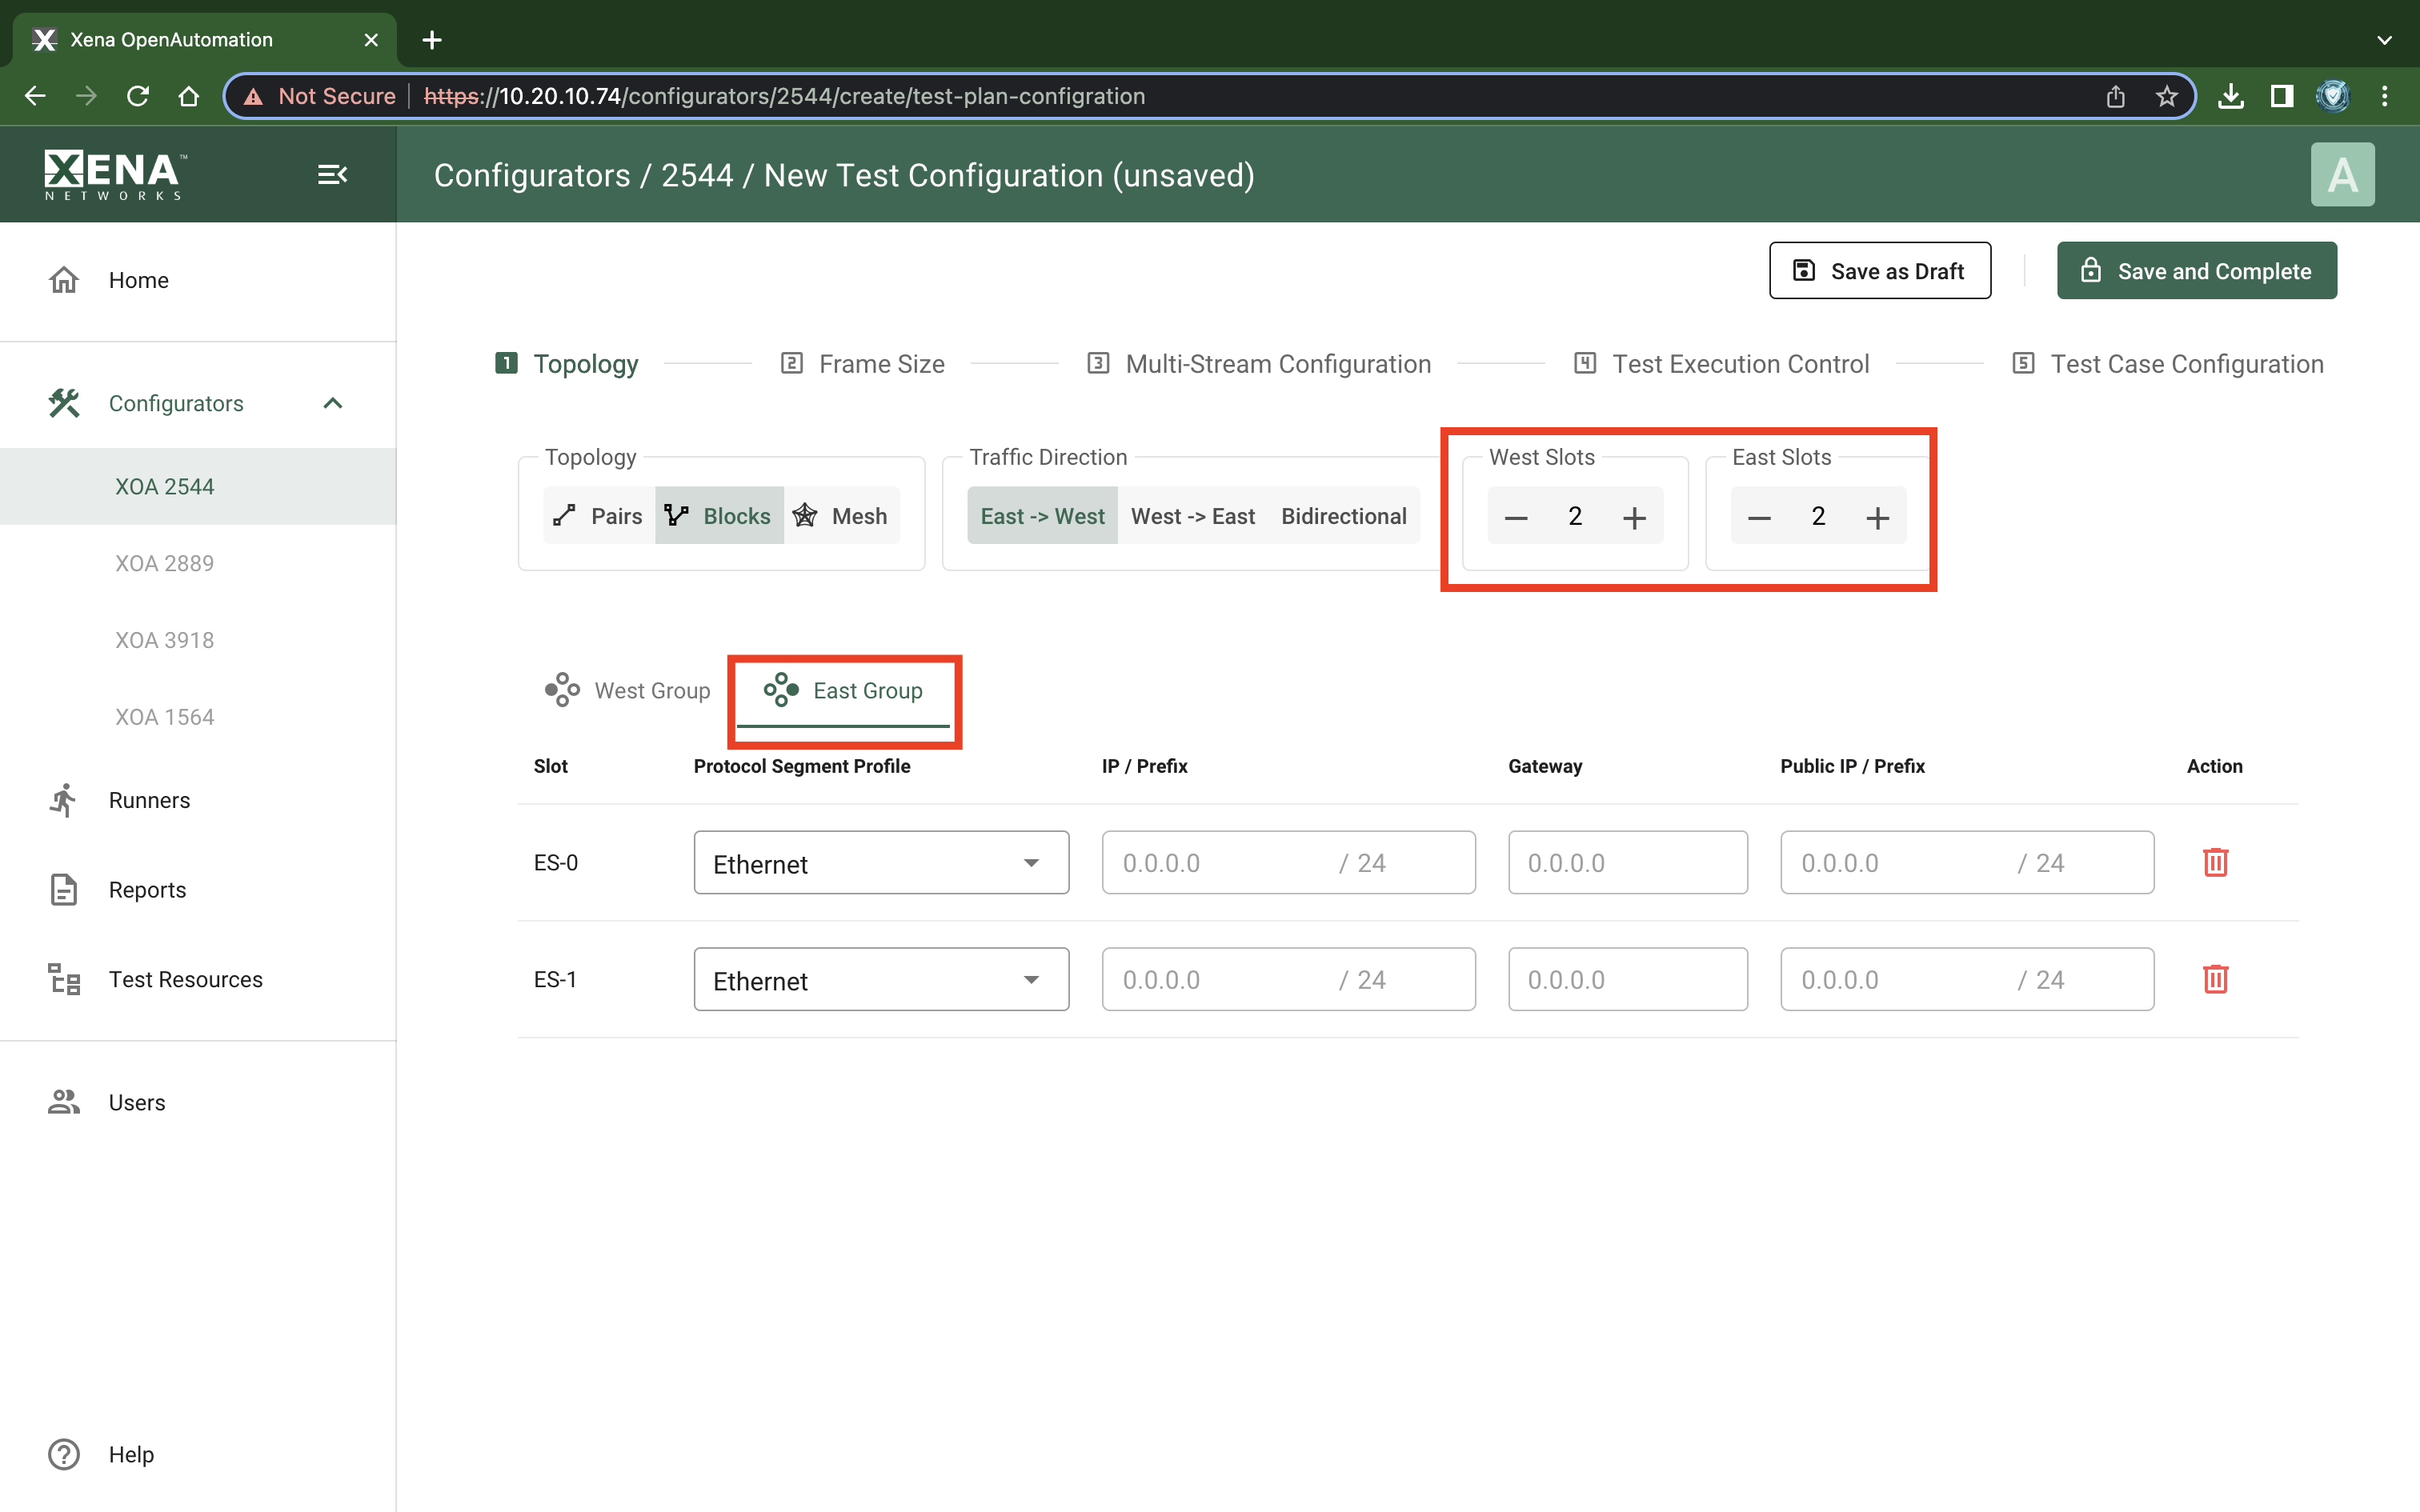 Xena OpenAutomation
Not Secure https://10.20.10.74/configurators/2544/create/test-plan-configration
XENA™
NETWORKS
Configurators / 2544 / New Test Configuration (unsaved)
A
Home
Configurators
XOA 2544
XOA 2889
XOA 3918
XOA 1564
Runners
Reports
Test Resources
Users
Help
Save as Draft
Save and Complete
1 Topology 2 Frame Size 3 Multi-Stream Configuration 4 Test Execution Control 5 Test Case Configuration
Topology Traffic Direction West Slots East Slots
Pairs Blocks Mesh East -> West West -> East Bidirectional − 2 + − 2 +
West Group East Group
Slot Protocol Segment Profile IP / Prefix Gateway Public IP / Prefix Action
ES-0 Ethernet 0.0.0.0 / 24 0.0.0.0 0.0.0.0 / 24
ES-1 Ethernet 0.0.0.0 / 24 0.0.0.0 0.0.0.0 / 24